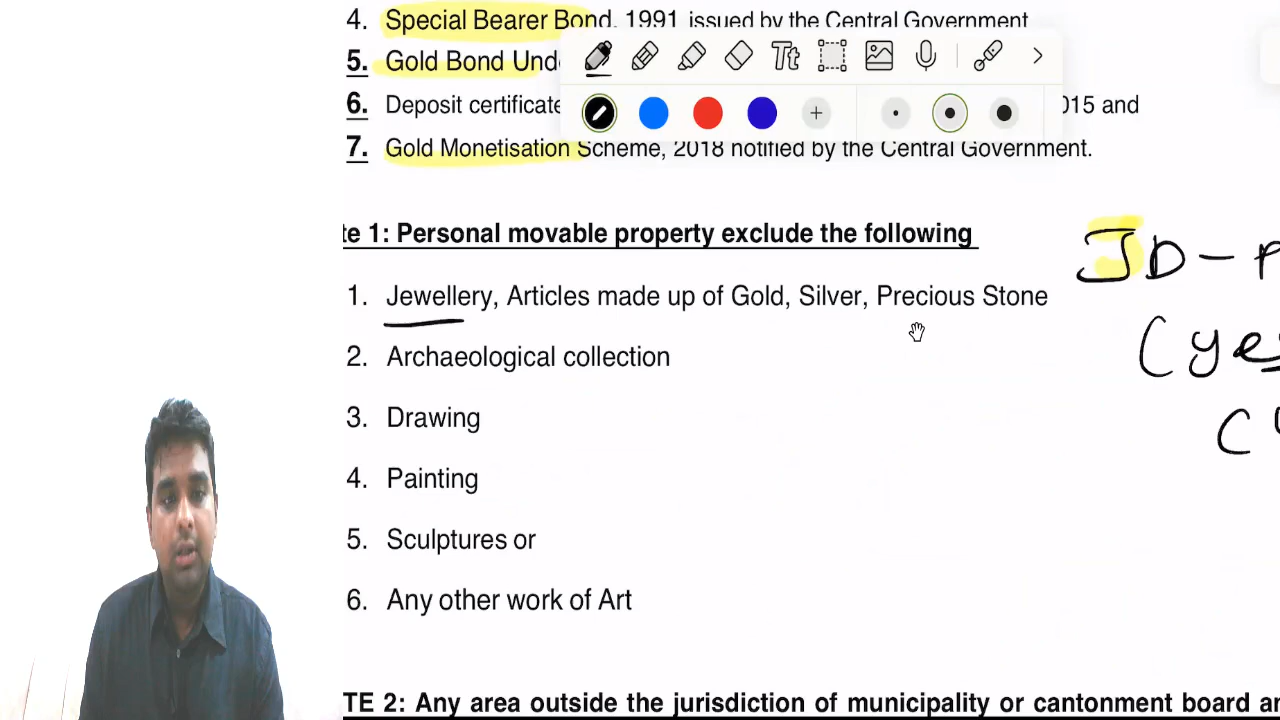 4. Special Bearer Bond, 1991 issued by the Central Government
5. Gold Bond Und
6. Deposit certificate 015 and
7. Gold Monetisation Scheme, 2018 notified by the Central Government.
te 1: Personal movable property exclude the following
JD - P
1. Jewellery, Articles made up of Gold, Silver, Precious Stone
(yes
2. Archaeological collection
3. Drawing
4. Painting
5. Sculptures or
6. Any other work of Art
TE 2: Any area outside the jurisdiction of municipality or cantonment board an
Tt